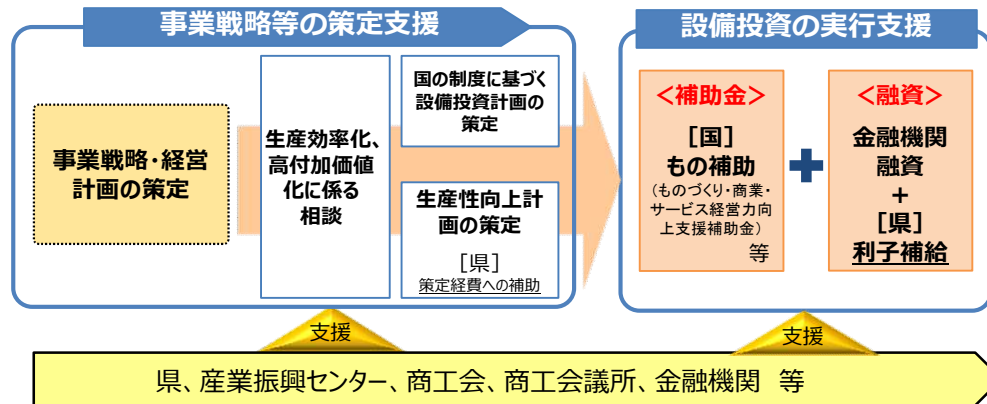 事業戦略等の策定支援
事業戦略･経営
計画の策定
生産効率化、
高付加価値
化に係る
相談
国の制度に基づく
設備投資計画の
策定
生産性向上計
画の策定
［県］
策定経費への補助
設備投資の実行支援
＜補助金＞
［国］
もの補助
（ものづくり・商業・
サービス経営力向
上支援補助金）
等
＜融資＞
金融機関
融資
＋
［県］
利子補給
支援
支援
県、産業振興センター、商工会、商工会議所、金融機関 等